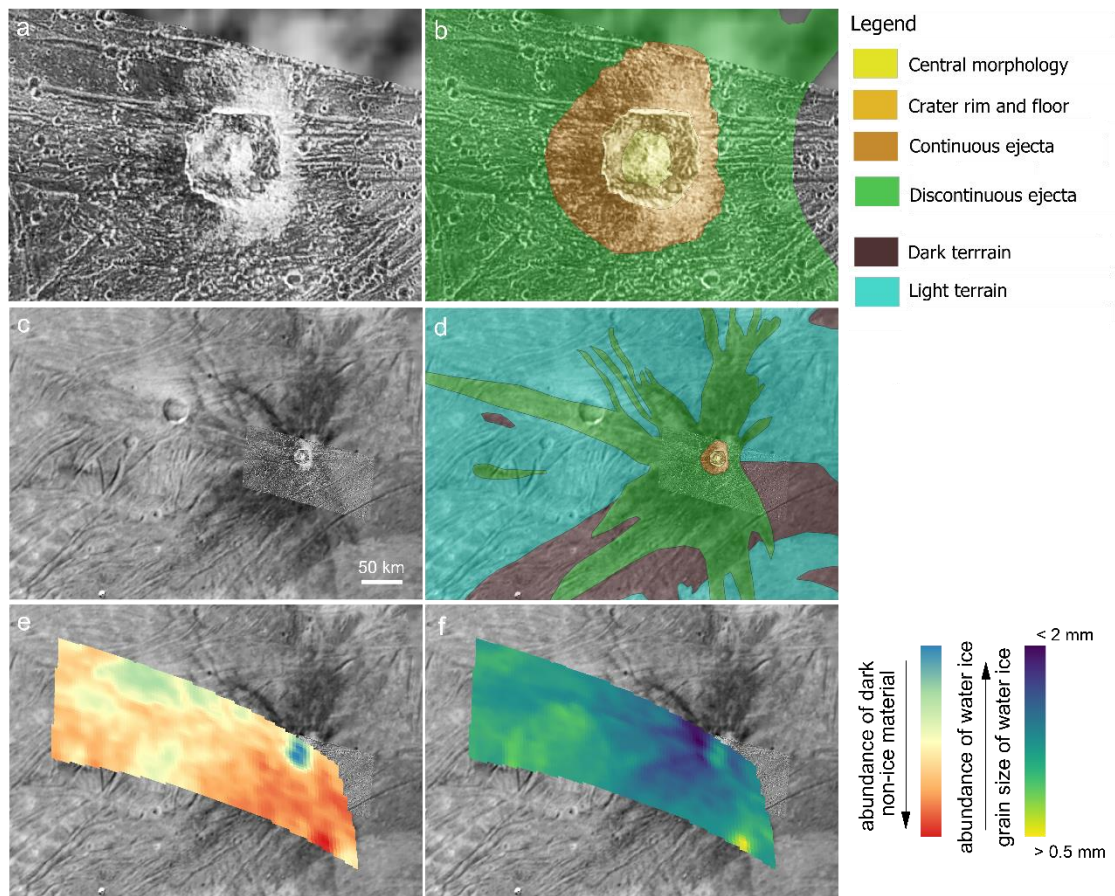 a
b
Legend
Central morphology
Crater rim and floor
Continuous ejecta
Discontinuous ejecta
Dark terrrain
Light terrain
c
50 km
d
e
f
abundance of dark
non-ice material
abundance of water ice
grain size of water ice
< 2 mm
> 0.5 mm